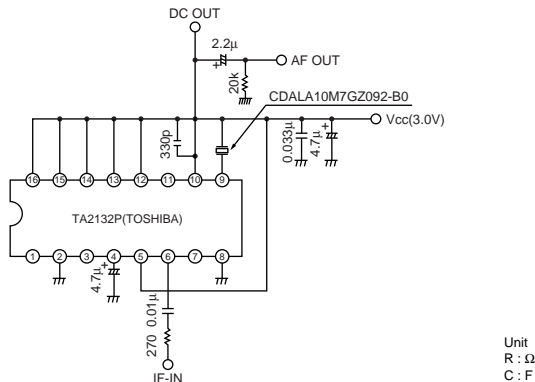 DC OUT
2.2μ
+
AF OUT
20k
CDALA10M7GZ092-B0
Vcc(3.0V)
330p
0.033μ
4.7μ
+
16 15 14 13 12 11 10 9
TA2132P(TOSHIBA)
1 2 3 4 5 6 7 8
4.7μ
+
0.01μ
270
IF-IN
Unit
R : Ω
C : F